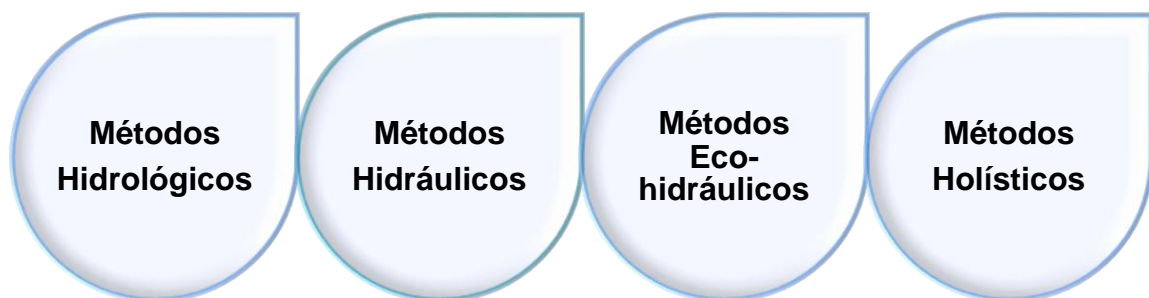 Métodos
Hidrológicos
Métodos
Hidráulicos
Métodos
Eco-
hidráulicos
Métodos
Holísticos